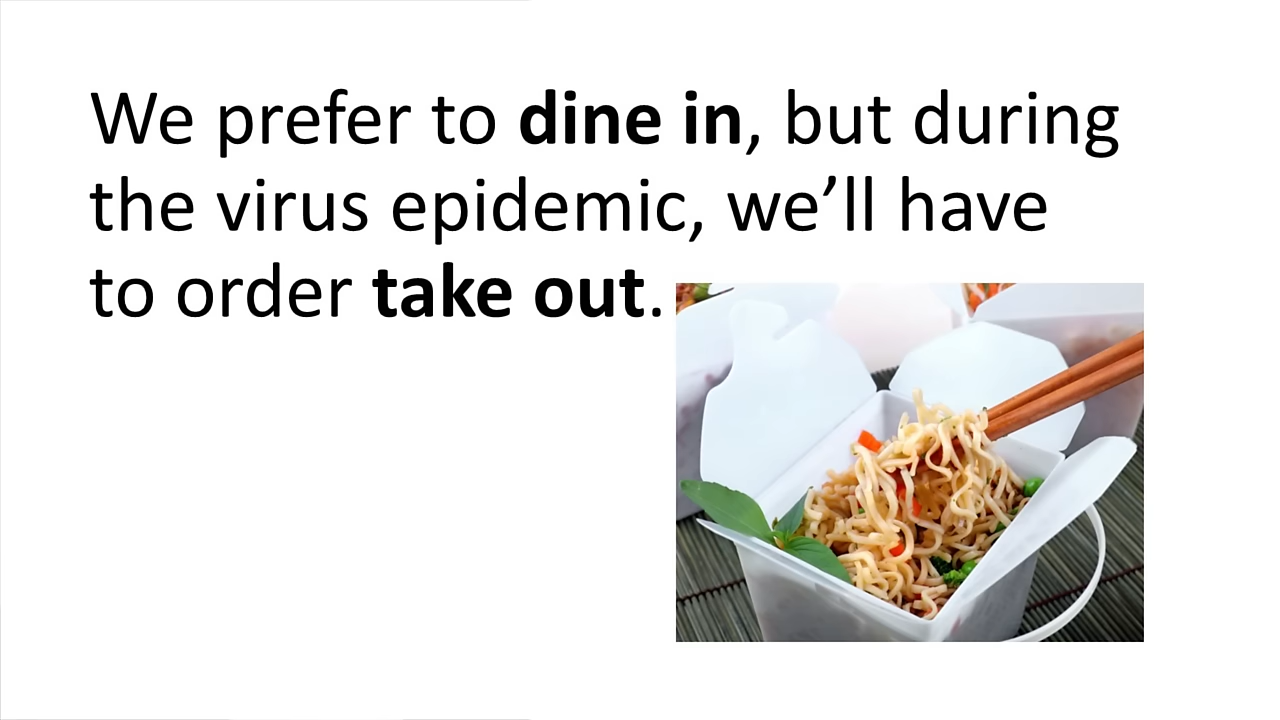 We prefer to dine in, but during
the virus epidemic, we’ll have
to order take out.